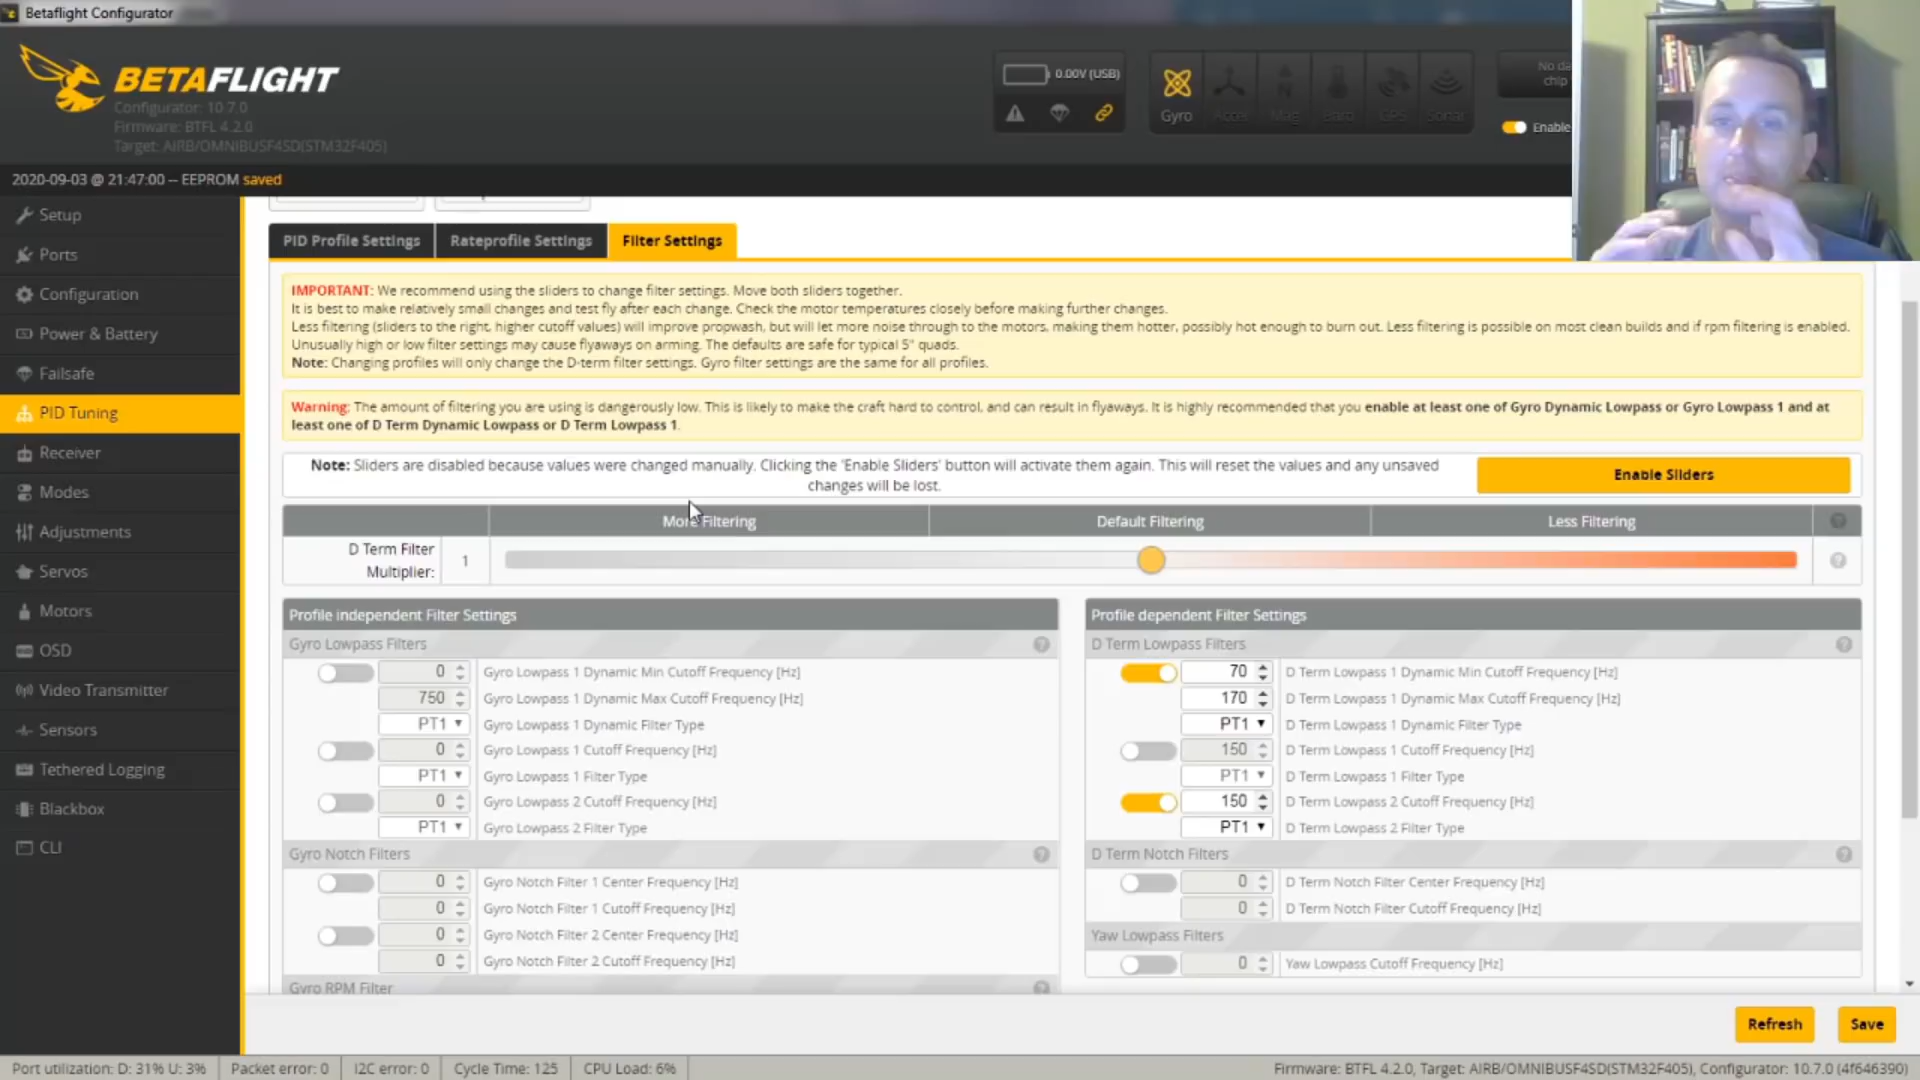 Betaflight Configurator
BETAFLIGHT
Configurator: 10.7.0
Firmware: BTFL 4.2.0
Target: AIRB/OMNIBUSF4SD(STM32F405)
0.00V (USB)
Gyro
Accel
Mag
Baro
GPS
Sonar
chip
Enable
2020-09-03 @ 21:47:00 -- EEPROM saved
Setup
Ports
Configuration
Power & Battery
Failsafe
PID Tuning
Receiver
Modes
Adjustments
Servos
Motors
OSD
Video Transmitter
Sensors
Tethered Logging
Blackbox
CLI
PID Profile Settings
Rateprofile Settings
Filter Settings
IMPORTANT: We recommend using the sliders to change filter settings. Move both sliders together.
It is best to make relatively small changes and test fly after each change. Check the motor temperatures closely before making further changes.
Less filtering (sliders to the right, higher cutoff values) will improve propwash, but will let more noise through to the motors, making them hotter, possibly hot enough to burn out. Less filtering is possible on most clean builds and if rpm filtering is enabled.
Unusually high or low filter settings may cause flyaways on arming. The defaults are safe for typical 5" quads.
Note: Changing profiles will only change the D-term filter settings. Gyro filter settings are the same for all profiles.
Warning: The amount of filtering you are using is dangerously low. This is likely to make the craft hard to control, and can result in flyaways. It is highly recommended that you enable at least one of Gyro Dynamic Lowpass or Gyro Lowpass 1 and at
least one of D Term Dynamic Lowpass or D Term Lowpass 1.
Note: Sliders are disabled because values were changed manually. Clicking the 'Enable Sliders' button will activate them again. This will reset the values and any unsaved
changes will be lost.
Enable Sliders
More Filtering
Default Filtering
Less Filtering
D Term Filter
Multiplier:
1
Profile independent Filter Settings
Gyro Lowpass Filters
0 Gyro Lowpass 1 Dynamic Min Cutoff Frequency [Hz]
750 Gyro Lowpass 1 Dynamic Max Cutoff Frequency [Hz]
PT1 Gyro Lowpass 1 Dynamic Filter Type
0 Gyro Lowpass 1 Cutoff Frequency [Hz]
PT1 Gyro Lowpass 1 Filter Type
0 Gyro Lowpass 2 Cutoff Frequency [Hz]
PT1 Gyro Lowpass 2 Filter Type
Gyro Notch Filters
0 Gyro Notch Filter 1 Center Frequency [Hz]
0 Gyro Notch Filter 1 Cutoff Frequency [Hz]
0 Gyro Notch Filter 2 Center Frequency [Hz]
0 Gyro Notch Filter 2 Cutoff Frequency [Hz]
Gyro RPM Filter
Profile dependent Filter Settings
D Term Lowpass Filters
70 D Term Lowpass 1 Dynamic Min Cutoff Frequency [Hz]
170 D Term Lowpass 1 Dynamic Max Cutoff Frequency [Hz]
PT1 D Term Lowpass 1 Dynamic Filter Type
150 D Term Lowpass 1 Cutoff Frequency [Hz]
PT1 D Term Lowpass 1 Filter Type
150 D Term Lowpass 2 Cutoff Frequency [Hz]
PT1 D Term Lowpass 2 Filter Type
D Term Notch Filters
0 D Term Notch Filter Center Frequency [Hz]
0 D Term Notch Filter Cutoff Frequency [Hz]
Yaw Lowpass Filters
0 Yaw Lowpass Cutoff Frequency [Hz]
Refresh
Save
Port utilization: D: 31% U: 3%
Packet error: 0
I2C error: 0
Cycle Time: 125
CPU Load: 6%
Firmware: BTFL 4.2.0, Target: AIRB/OMNIBUSF4SD(STM32F405), Configurator: 10.7.0 (4f646390)